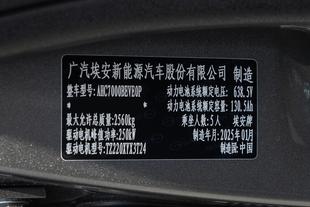 广汽埃安新能源汽车股份有限公司 制造
整车型号: AHC7000BEVE0P 动力电池系统额定电压: 638.5V
* 动力电池系统额定容量: 130.5Ah
最大允许总质量: 2560kg 乘坐人数: 5人 埃安牌
驱动电机峰值功率: 250kW 制造年月: 2025年01月
驱动电机型号: TZ220XYX3T24 制造国: 中国